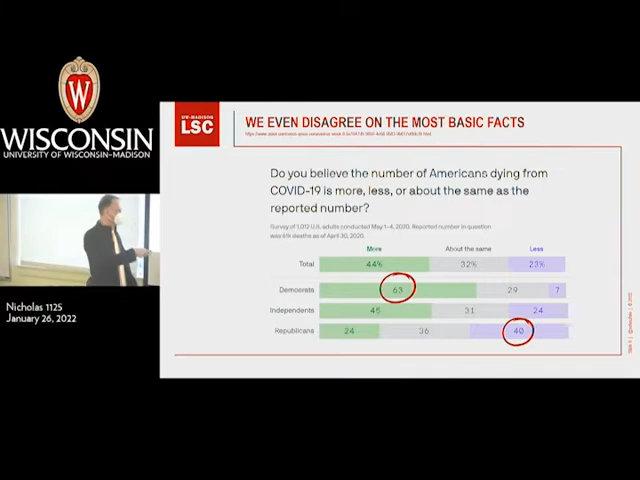 W
WISCONSIN
UNIVERSITY OF WISCONSIN-MADISON
Nicholas 1125
January 26, 2022
UW-MADISON
LSC
WE EVEN DISAGREE ON THE MOST BASIC FACTS
Do you believe the number of Americans dying from
COVID-19 is more, less, or about the same as the
reported number?
Survey of 1,012 U.S. adults conducted May 1-4, 2020. Reported number in question
was 61k deaths as of April 30, 2020.
More About the same Less
Total 44% 32% 23%
Democrats 63 29 7
Independents 45 31 24
Republicans 24 36 40